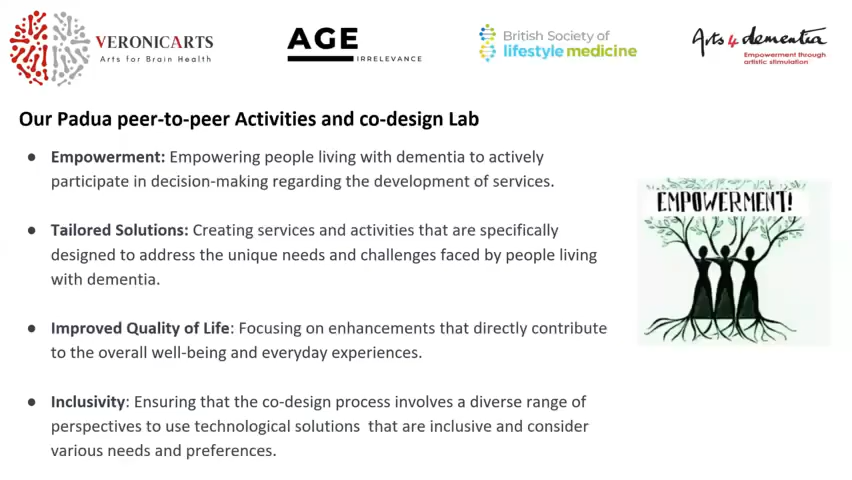 VERONICARTS
Arts for Brain Health
AGE
IRRELEVANCE
British Society of
lifestyle medicine
Arts 4 dementia
Empowerment through
artistic stimulation
Our Padua peer-to-peer Activities and co-design Lab
● Empowerment: Empowering people living with dementia to actively
participate in decision-making regarding the development of services.
● Tailored Solutions: Creating services and activities that are specifically
designed to address the unique needs and challenges faced by people living
with dementia.
● Improved Quality of Life: Focusing on enhancements that directly contribute
to the overall well-being and everyday experiences.
● Inclusivity: Ensuring that the co-design process involves a diverse range of
perspectives to use technological solutions that are inclusive and consider
various needs and preferences.
EMPOWERMENT!